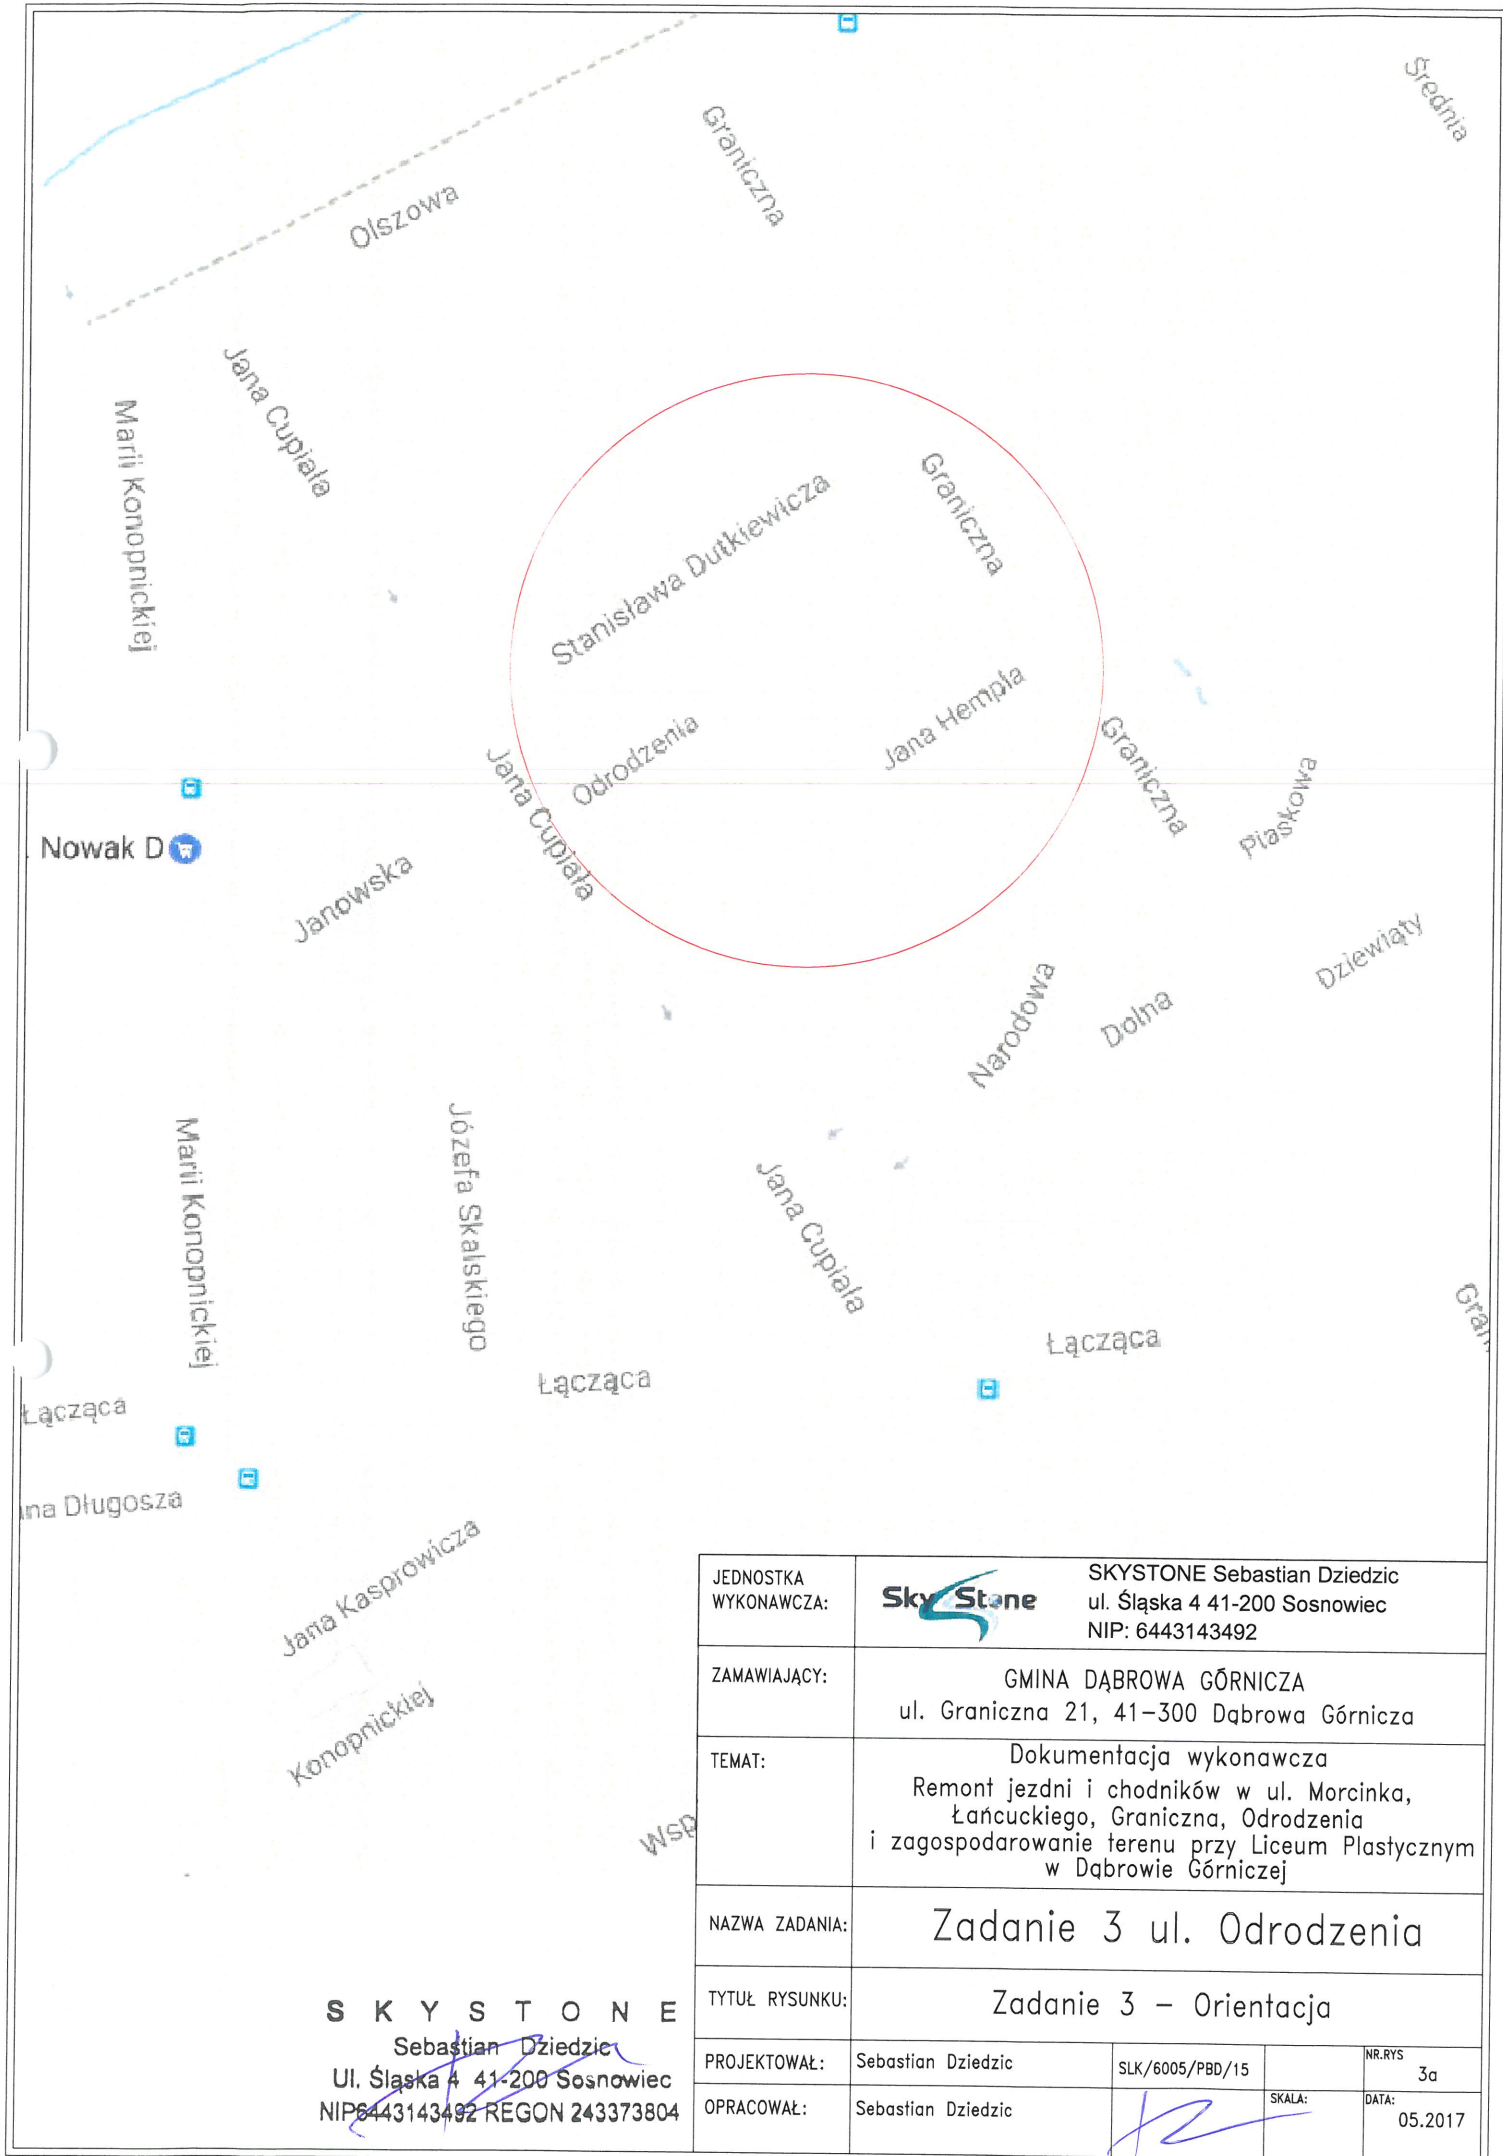 Średnia
Graniczna
Olszowa
Jana Cupiała
Marii Konopnickiej
Graniczna
Stanisława Dutkiewicza
Jana Hempla
Odrodzenia
Graniczna
Jana Cupiała
Piaskowa
Nowak D
Janowska
Dziewiąty
Narodowa
Dolna
Marii Konopnickiej
Józefa Skalskiego
Jana Cupiała
Gran
Łącząca
Łącząca
Łącząca
na Długosza
Jana Kasprowicza
Konopnickiej
Wsp
JEDNOSTKA
WYKONAWCZA:
Sky Stone
SKYSTONE Sebastian Dziedzic
ul. Śląska 4 41-200 Sosnowiec
NIP: 6443143492
ZAMAWIAJĄCY:
GMINA DĄBROWA GÓRNICZA
ul. Graniczna 21, 41-300 Dąbrowa Górnicza
TEMAT:
Dokumentacja wykonawcza
Remont jezdni i chodników w ul. Morcinka,
Łańcuckiego, Graniczna, Odrodzenia
i zagospodarowanie terenu przy Liceum Plastycznym
w Dąbrowie Górniczej
NAZWA ZADANIA:
Zadanie 3 ul. Odrodzenia
TYTUŁ RYSUNKU:
Zadanie 3 – Orientacja
PROJEKTOWAŁ:
Sebastian Dziedzic
SLK/6005/PBD/15
NR.RYS
3a
OPRACOWAŁ:
Sebastian Dziedzic
SKALA:
DATA:
05.2017
S K Y S T O N E
Sebastian Dziedzic
Ul. Śląska 4 41-200 Sosnowiec
NIP6443143492 REGON 243373804